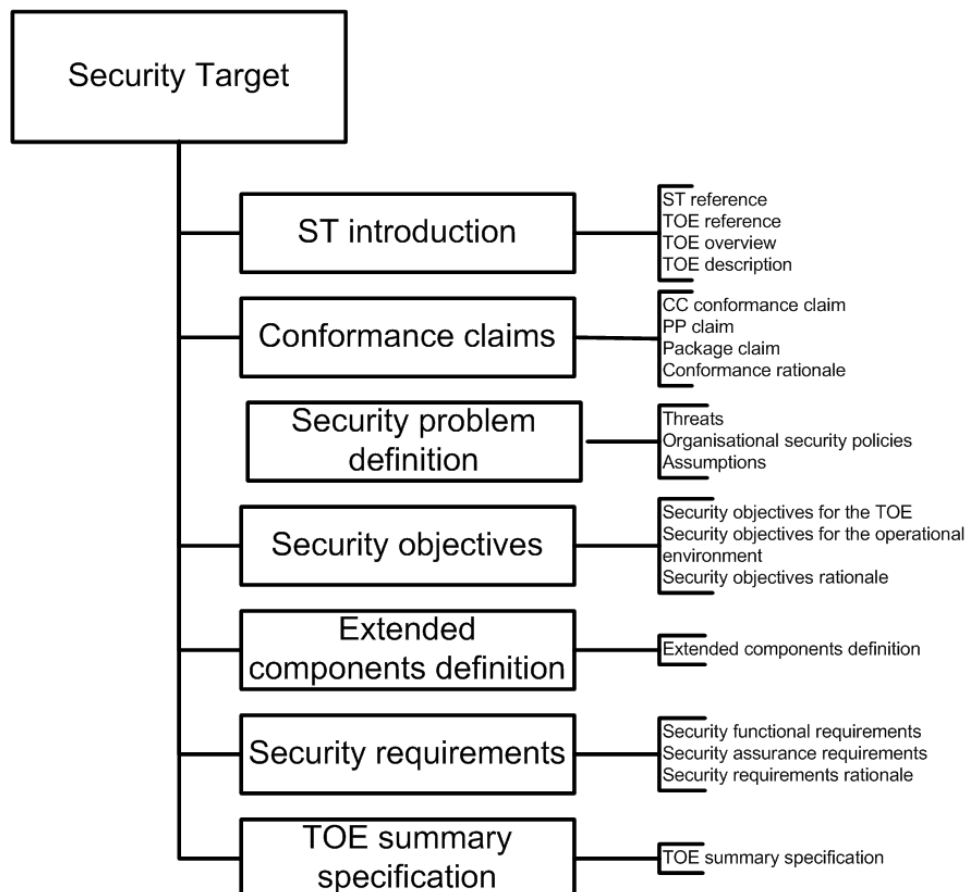 Security Target
ST introduction
ST reference
TOE reference
TOE overview
TOE description
Conformance claims
CC conformance claim
PP claim
Package claim
Conformance rationale
Security problem
definition
Threats
Organisational security policies
Assumptions
Security objectives
Security objectives for the TOE
Security objectives for the operational
environment
Security objectives rationale
Extended
components definition
Extended components definition
Security requirements
Security functional requirements
Security assurance requirements
Security requirements rationale
TOE summary
specification
TOE summary specification